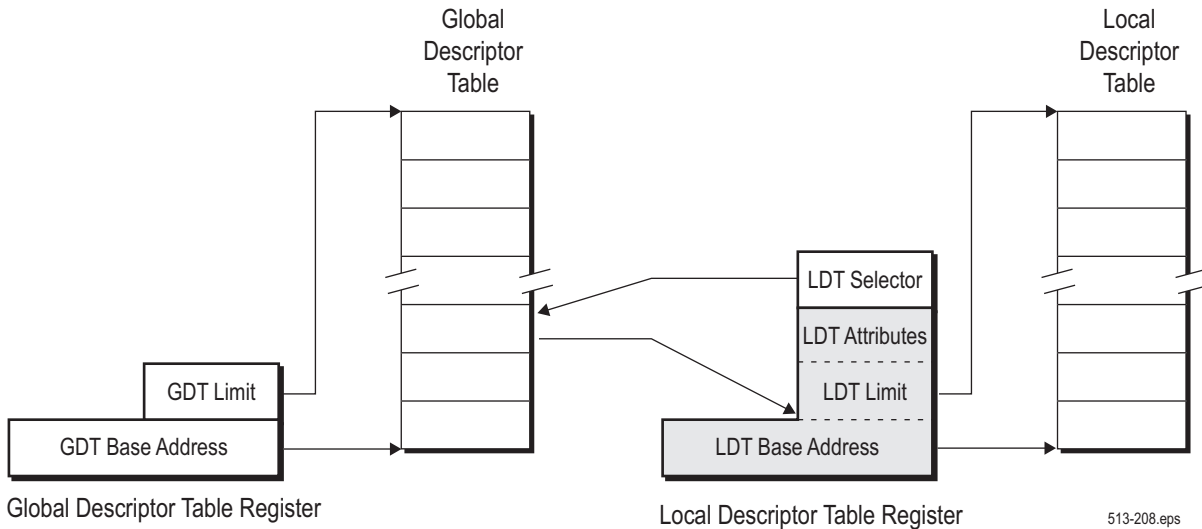 Global
Descriptor
Table
Local
Descriptor
Table
LDT Selector
LDT Attributes
LDT Limit
LDT Base Address
GDT Limit
GDT Base Address
Global Descriptor Table Register
Local Descriptor Table Register
513-208.eps